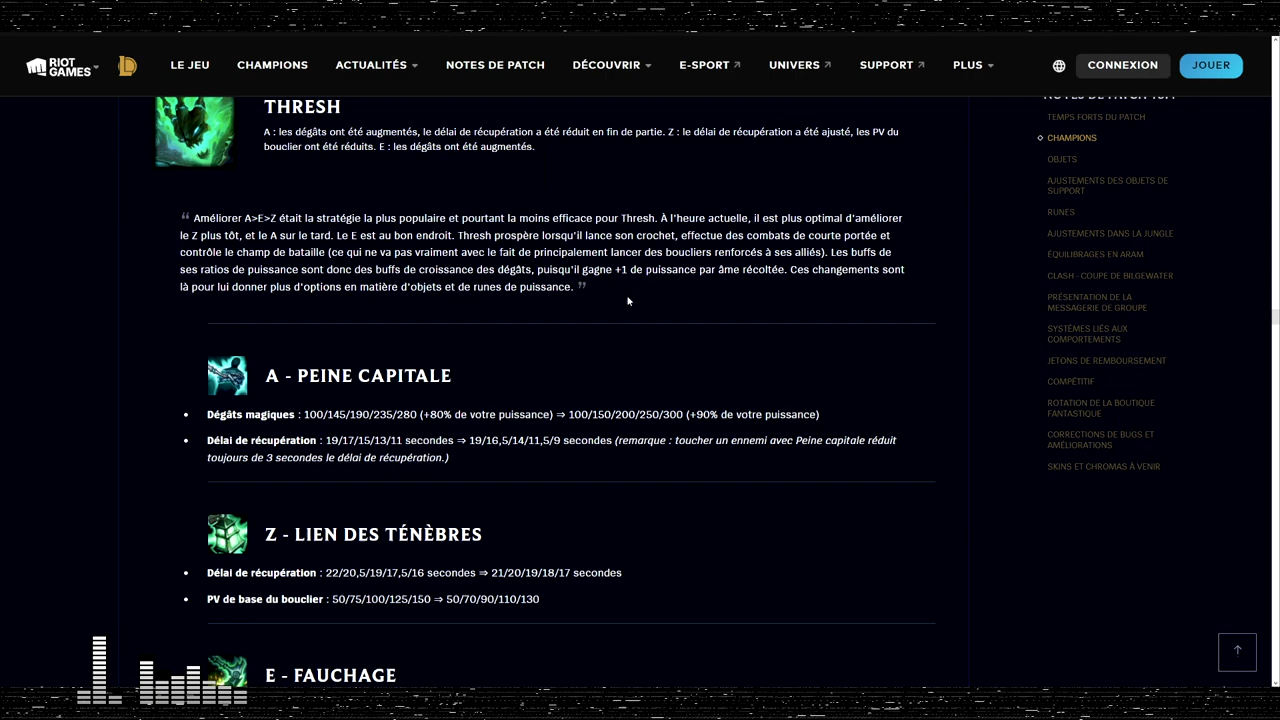 RIOT GAMES
LE JEU CHAMPIONS ACTUALITÉS NOTES DE PATCH DÉCOUVRIR E-SPORT UNIVERS SUPPORT PLUS CONNEXION JOUER
THRESH
A : les dégâts ont été augmentés, le délai de récupération a été réduit en fin de partie. Z : le délai de récupération a été ajusté, les PV du
bouclier ont été réduits. E : les dégâts ont été augmentés.
“ Améliorer A>E>Z était la stratégie la plus populaire et pourtant la moins efficace pour Thresh. À l'heure actuelle, il est plus optimal d'améliorer
le Z plus tôt, et le A sur le tard. Le E est au bon endroit. Thresh prospère lorsqu'il lance son crochet, effectue des combats de courte portée et
contrôle le champ de bataille (ce qui ne va pas vraiment avec le fait de principalement lancer des boucliers renforcés à ses alliés). Les buffs de
ses ratios de puissance sont donc des buffs de croissance des dégâts, puisqu'il gagne +1 de puissance par âme récoltée. Ces changements sont
là pour lui donner plus d'options en matière d'objets et de runes de puissance. ”
A - PEINE CAPITALE
• Dégâts magiques : 100/145/190/235/280 (+80% de votre puissance) ⇒ 100/150/200/250/300 (+90% de votre puissance)
• Délai de récupération : 19/17/15/13/11 secondes ⇒ 19/16,5/14/11,5/9 secondes (remarque : toucher un ennemi avec Peine capitale réduit
toujours de 3 secondes le délai de récupération.)
Z - LIEN DES TÉNÈBRES
• Délai de récupération : 22/20,5/19/17,5/16 secondes ⇒ 21/20/19/18/17 secondes
• PV de base du bouclier : 50/75/100/125/150 ⇒ 50/70/90/110/130
E - FAUCHAGE
TEMPS FORTS DU PATCH
CHAMPIONS
OBJETS
AJUSTEMENTS DES OBJETS DE
SUPPORT
RUNES
AJUSTEMENTS DANS LA JUNGLE
ÉQUILIBRAGES EN ARAM
CLASH - COUPE DE BILGEWATER
PRÉSENTATION DE LA
MESSAGERIE DE GROUPE
SYSTÈMES LIÉS AUX
COMPORTEMENTS
JETONS DE REMBOURSEMENT
COMPÉTITIF
ROTATION DE LA BOUTIQUE
FANTASTIQUE
CORRECTIONS DE BUGS ET
AMÉLIORATIONS
SKINS ET CHROMAS À VENIR